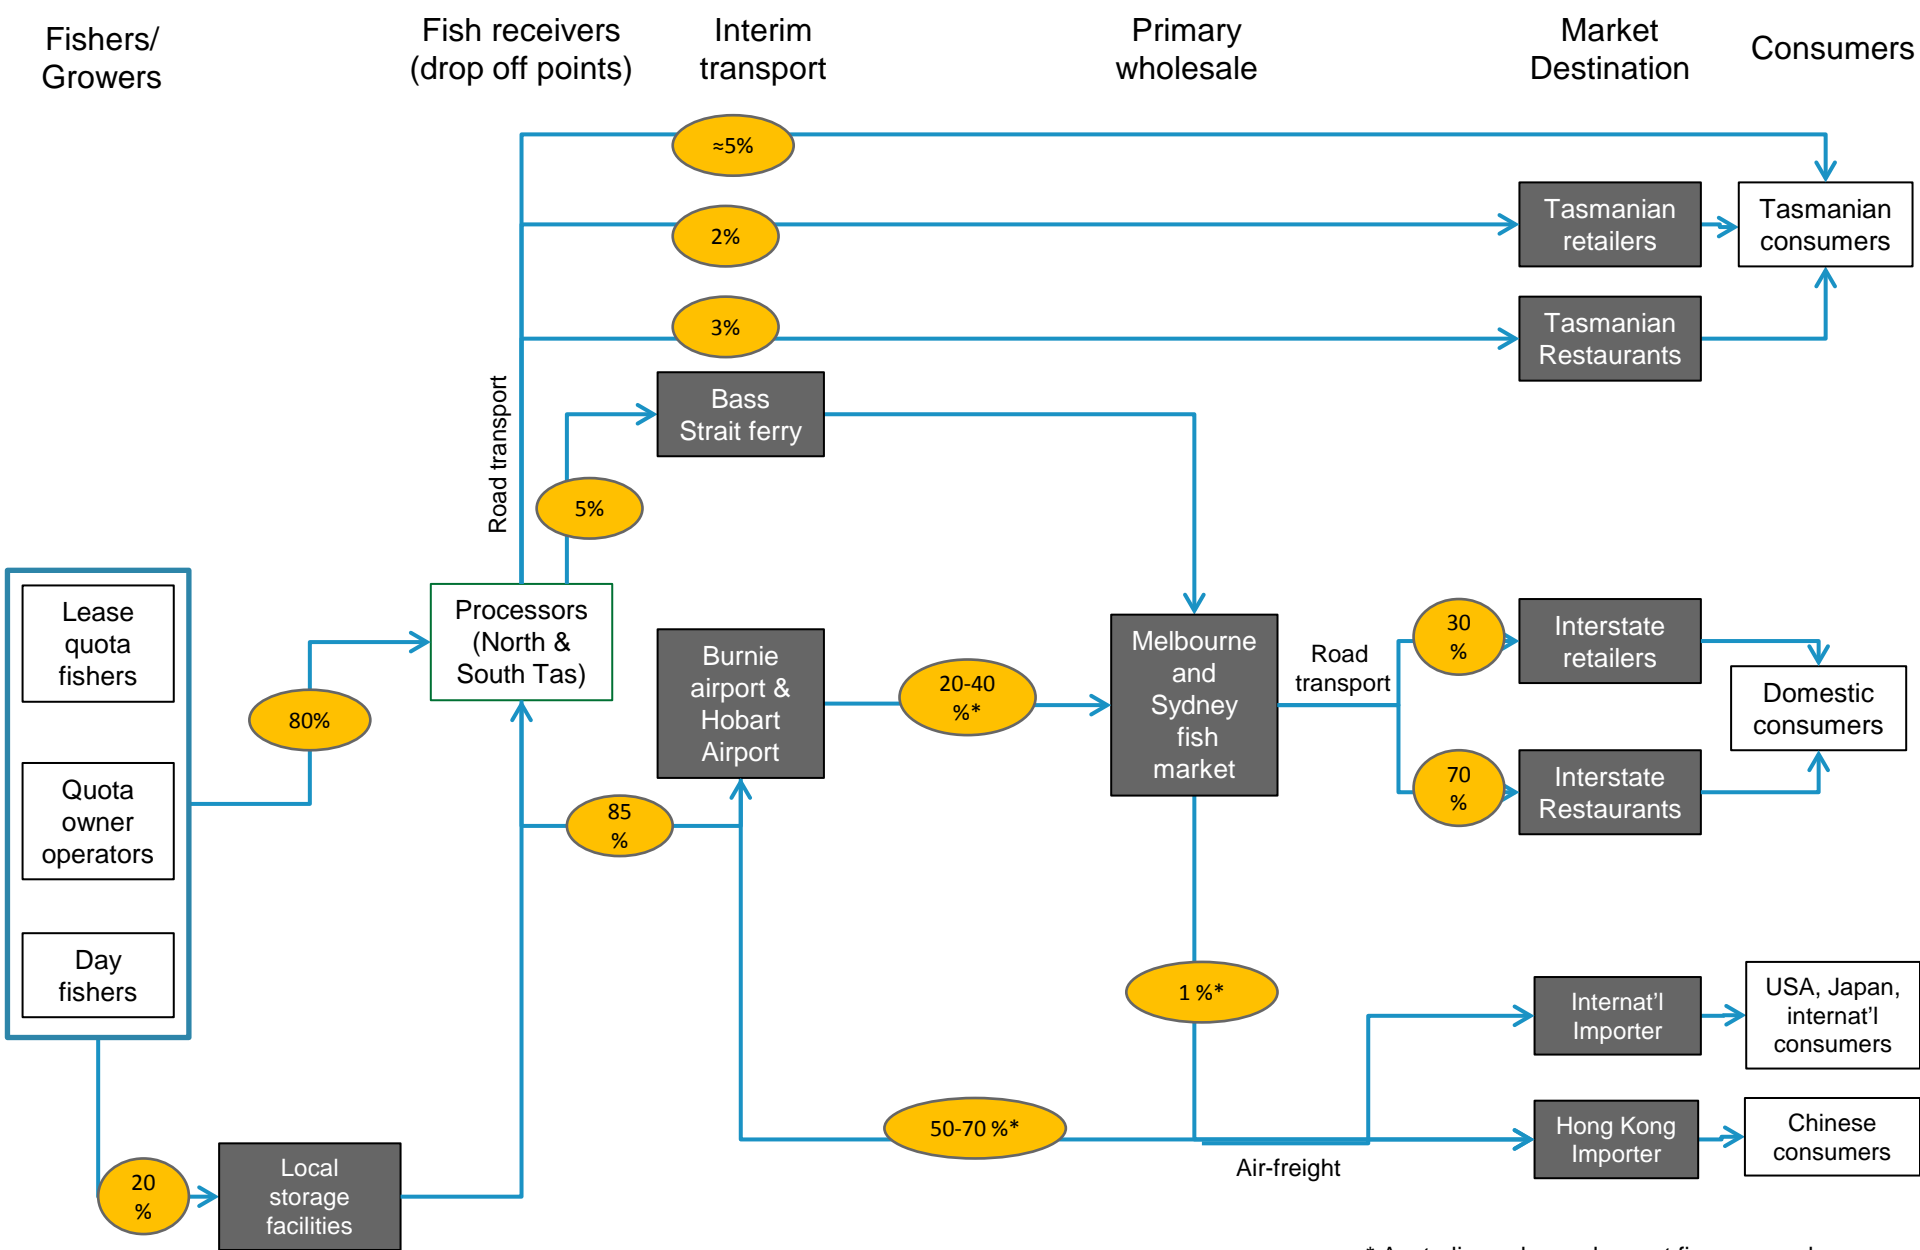 Fishers/
Growers
Fish receivers
(drop off points)
Interim
transport
Primary
wholesale
Market
Destination
Consumers
≈5%
2%
3%
Tasmanian
retailers
Tasmanian
consumers
Tasmanian
Restaurants
Road transport
Bass
Strait ferry
5%
Lease
quota
fishers
Quota
owner
operators
Day
fishers
80%
Processors
(North &
South Tas)
Burnie
airport &
Hobart
Airport
20-40
%*
Melbourne
and
Sydney
fish
market
Road
transport
30
%
70
%
Interstate
retailers
Interstate
Restaurants
Domestic
consumers
85
%
1 %*
50-70 %*
Air-freight
Internat'l
Importer
USA, Japan,
internat'l
consumers
Hong Kong
Importer
Chinese
consumers
20
%
Local
storage
facilities